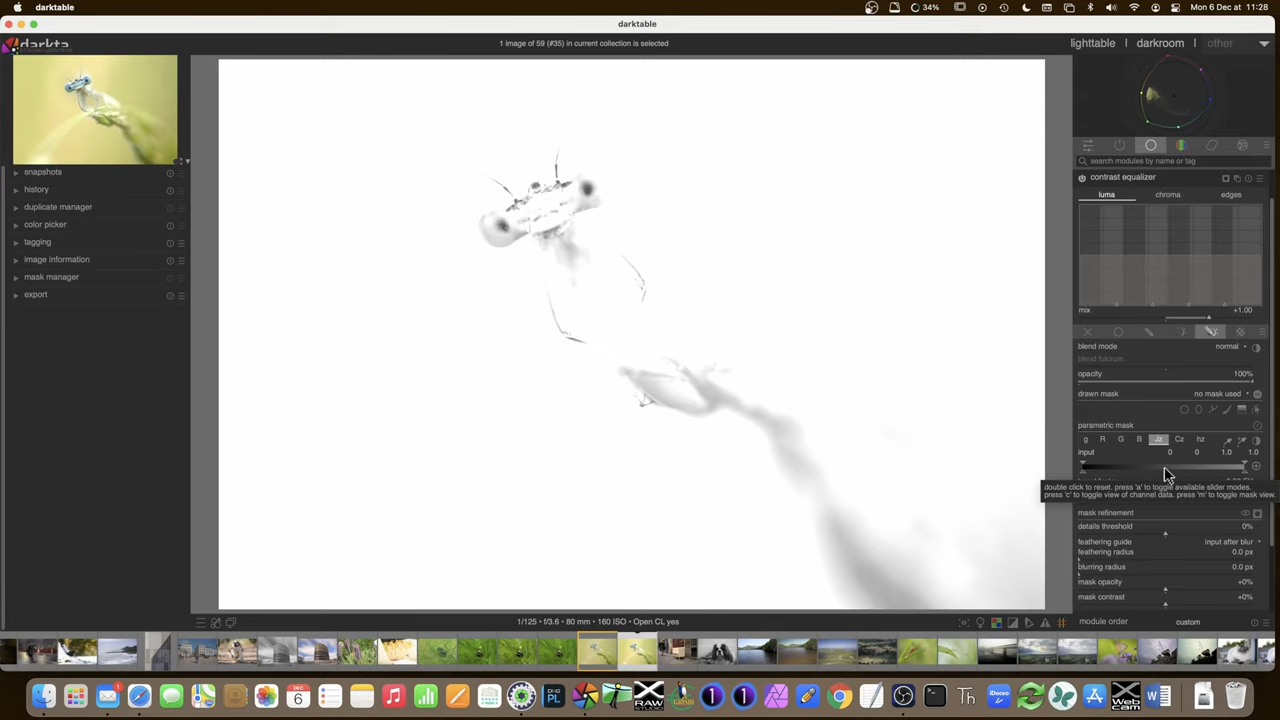 darktable
34%
Mon 6 Dec at 11:28
darktable
darkta
1 image of 59 (#35) in current collection is selected
lighttable | darkroom | other
snapshots
history
duplicate manager
color picker
tagging
image information
mask manager
export
search modules by name or tag
contrast equalizer
luma chroma edges
mix +1.00
blend mode normal
blend fulcrum
opacity 100%
drawn mask no mask used
parametric mask
g R G B Jz Cz hz
input 0 0 1.0 1.0
double click to reset. press 'a' to toggle available slider modes.
press 'c' to toggle view of channel data. press 'm' to toggle mask view.
mask refinement
details threshold 0%
feathering guide input after blur
feathering radius 0.0 px
blurring radius 0.0 px
mask opacity +0%
mask contrast +0%
1/125 • f/3.6 • 80 mm • 160 ISO • Open CL yes
module order custom